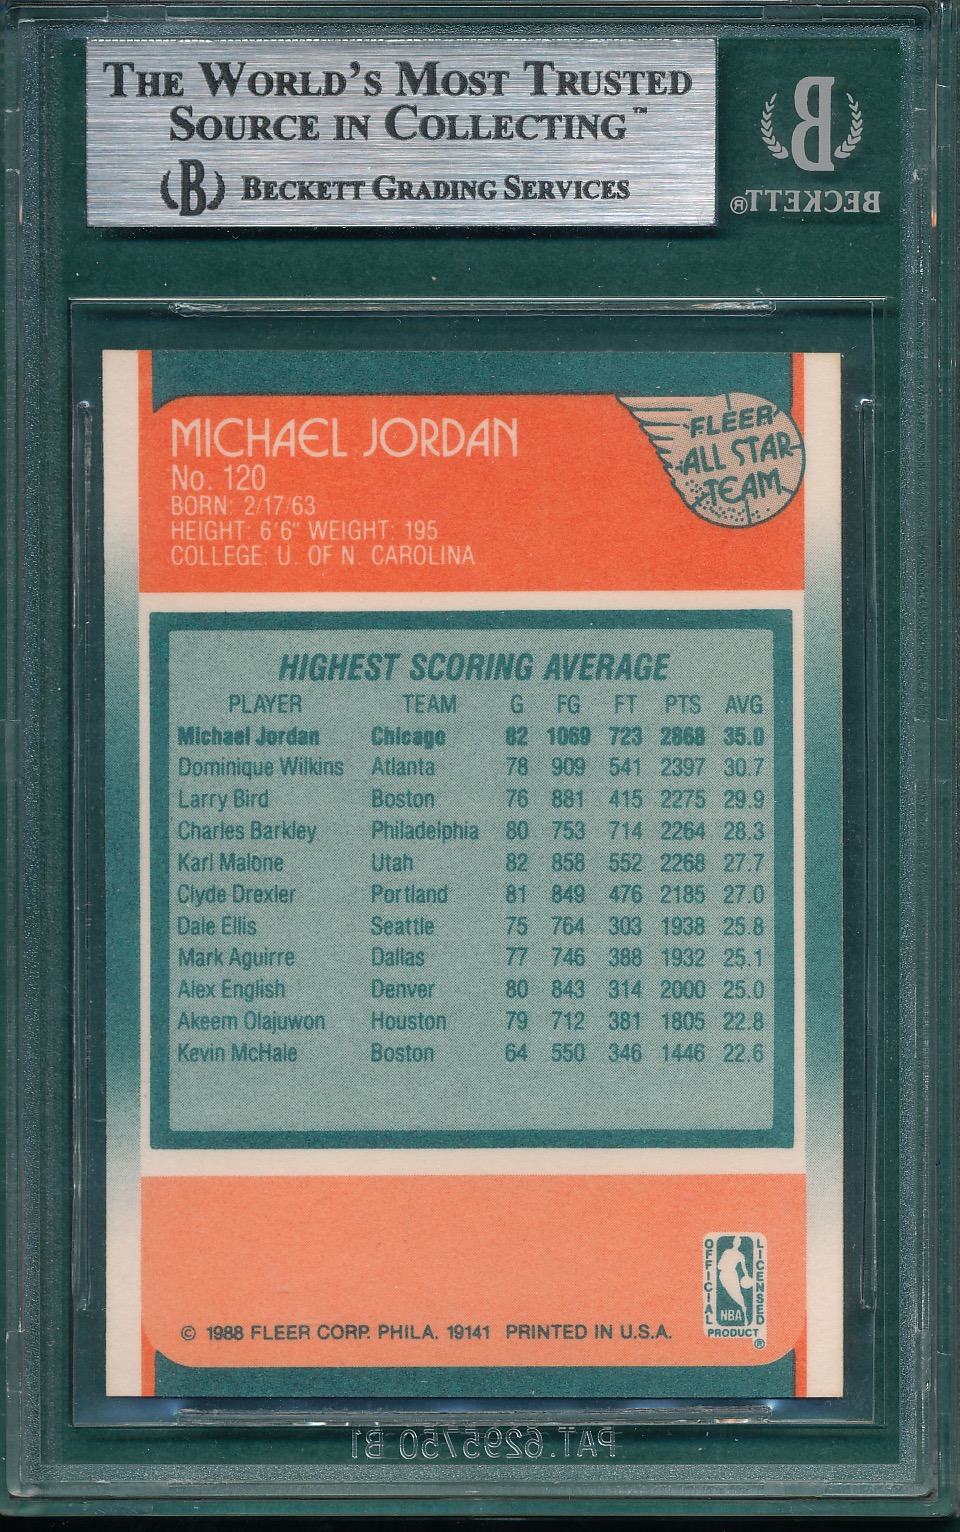 THE WORLD'S MOST TRUSTED
SOURCE IN COLLECTING™
B BECKETT GRADING SERVICES
B
BECKETT®
MICHAEL JORDAN
No. 120
BORN: 2/17/63
HEIGHT: 6'6" WEIGHT: 195
COLLEGE: U. OF N. CAROLINA
FLEER
ALL STAR
TEAM
HIGHEST SCORING AVERAGE
PLAYER TEAM G FG FT PTS AVG
Michael Jordan Chicago 82 1069 723 2868 35.0
Dominique Wilkins Atlanta 78 909 541 2397 30.7
Larry Bird Boston 76 881 415 2275 29.9
Charles Barkley Philadelphia 80 753 714 2264 28.3
Karl Malone Utah 82 858 552 2268 27.7
Clyde Drexler Portland 81 849 476 2185 27.0
Dale Ellis Seattle 75 764 303 1938 25.8
Mark Aguirre Dallas 77 746 388 1932 25.1
Alex English Denver 80 843 314 2000 25.0
Akeem Olajuwon Houston 79 712 381 1805 22.8
Kevin McHale Boston 64 550 346 1446 22.6
© 1988 FLEER CORP. PHILA. 19141 PRINTED IN U.S.A.
OFFICIAL
NBA
LICENSED
PRODUCT
®
PAT.6295750 B1